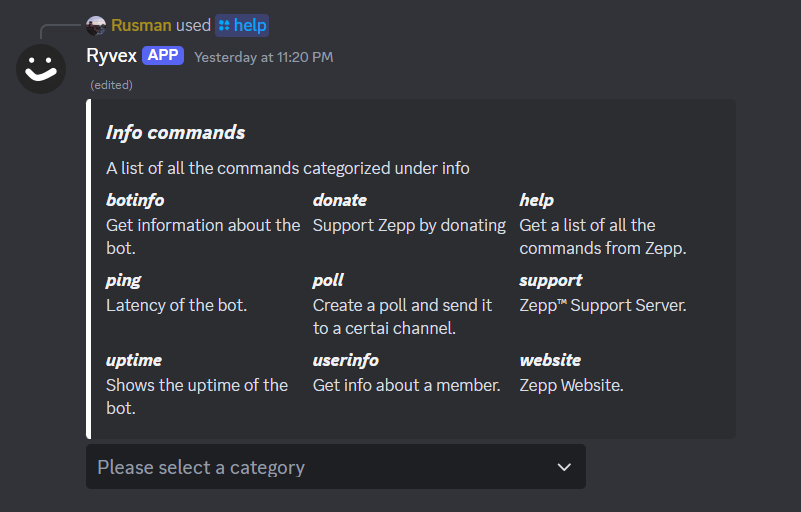 Rusman used help
Ryvex APP Yesterday at 11:20 PM
(edited)
Info commands
A list of all the commands categorized under info
botinfo
Get information about the
bot.
donate
Support Zepp by donating
help
Get a list of all the
commands from Zepp.
ping
Latency of the bot.
poll
Create a poll and send it
to a certai channel.
support
Zepp™ Support Server.
uptime
Shows the uptime of the
bot.
userinfo
Get info about a member.
website
Zepp Website.
Please select a category